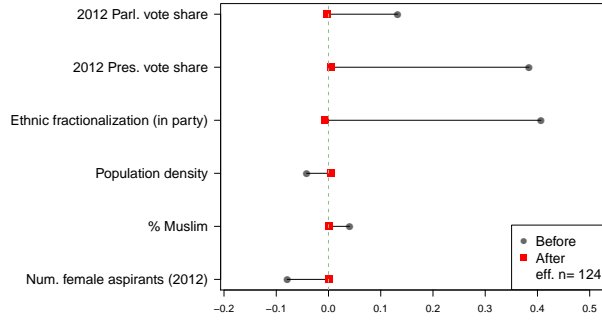 2012 Parl. vote share
2012 Pres. vote share
Ethnic fractionalization (in party)
Population density
% Muslim
Num. female aspirants (2012)
Before
After
eff. n= 124
-0.2 -0.1 0.0 0.1 0.2 0.3 0.4 0.5